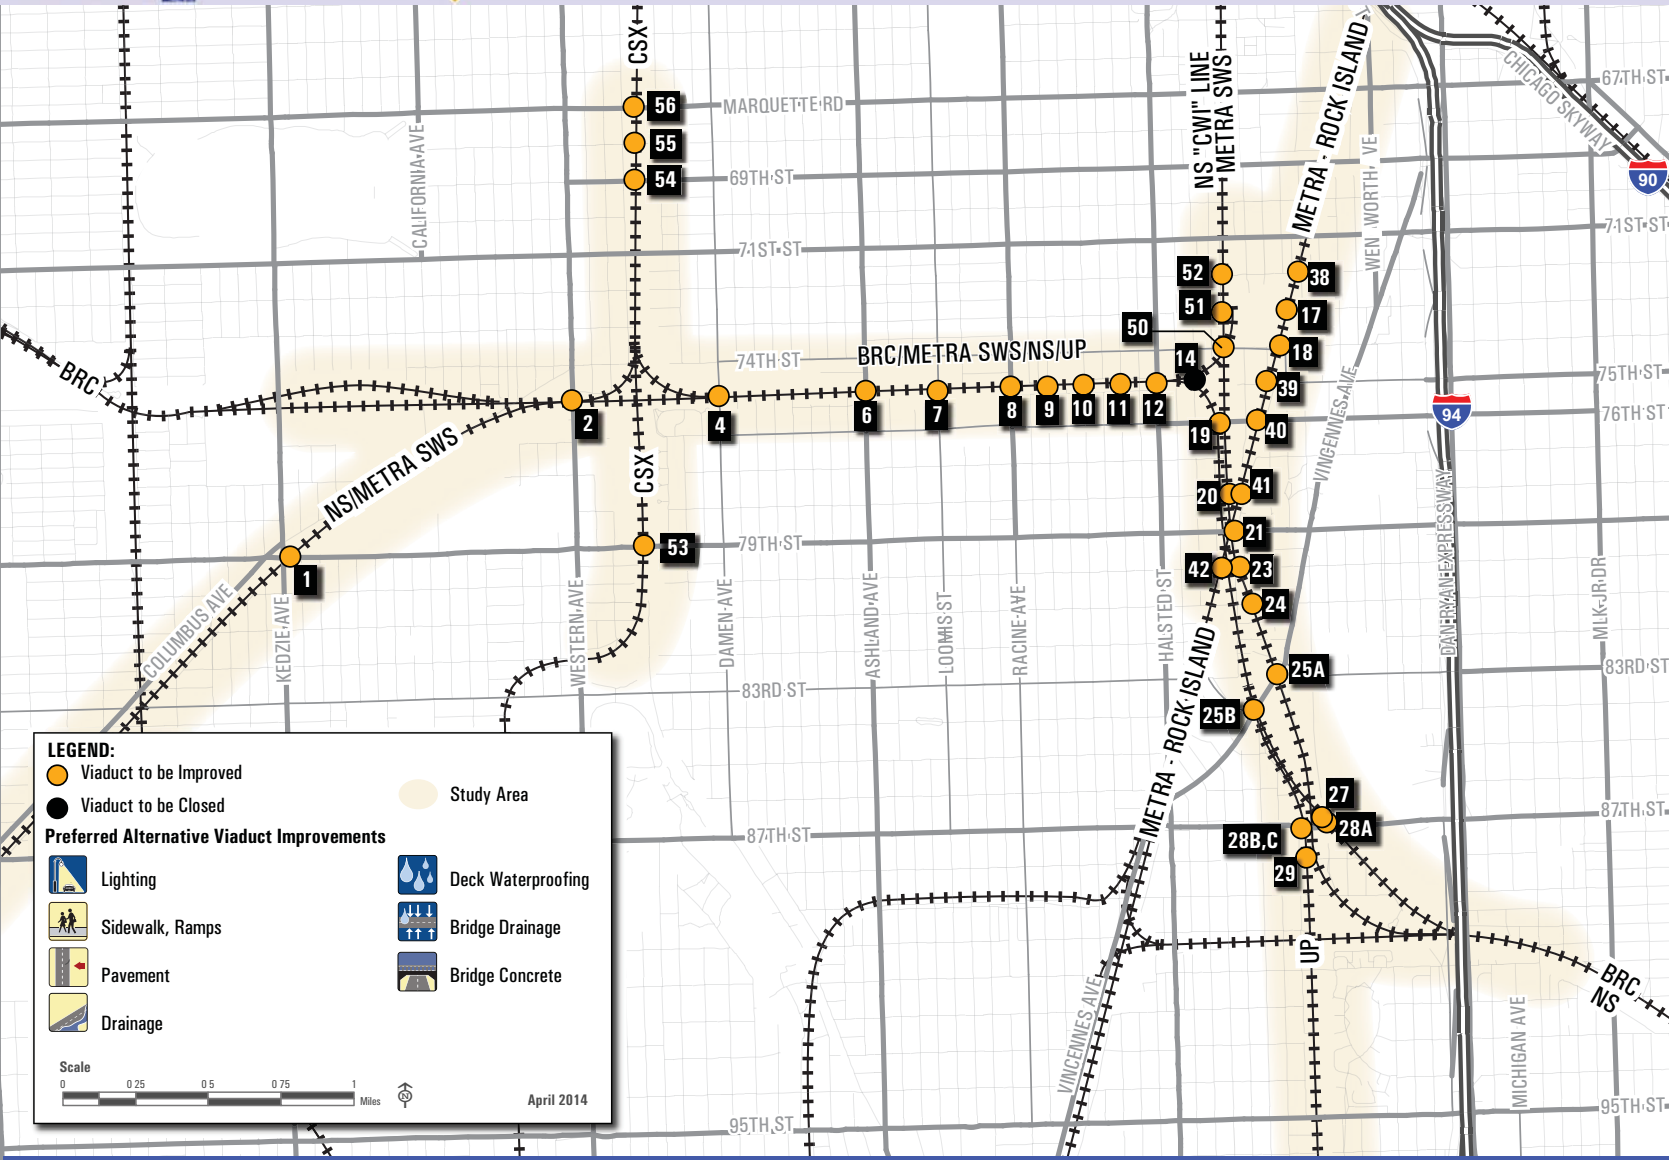 CSX
NS "CWI" LINE
METRA SWS
METRA - ROCK ISLAND
CHICAGO SKYWAY
67TH ST
56
MARQUETTE RD
55
54
69TH ST
90
CALIFORNIA AVE
71ST ST
71ST ST
52
38
51
17
50
18
14
74TH ST
BRC/METRA SWS/NS/UP
BRC
39
75TH ST
2
4
6
7
8
9
10
11
12
19
40
94
76TH ST
VINCENNES AVE
NS/METRA SWS
CSX
20
41
DAN RYAN EXPRESSWAY
21
53
79TH ST
1
42
23
24
COLUMBUS AVE
KEDZIE AVE
WESTERN AVE
DAMEN AVE
ASHLAND AVE
LOOMIS ST
RACINE AVE
HALSTED ST
MLK JR DR
METRA - ROCK ISLAND
25A
83RD ST
83RD ST
25B
27
28A
28B,C
29
87TH ST
87TH ST
UP
BRC
NS
VINCENNES AVE
MICHIGAN AVE
95TH ST
95TH ST
LEGEND:
Viaduct to be Improved
Viaduct to be Closed
Study Area
Preferred Alternative Viaduct Improvements
Lighting
Sidewalk, Ramps
Pavement
Drainage
Deck Waterproofing
Bridge Drainage
Bridge Concrete
Scale
0 0 25 0 5 0 75 1
Miles
N
April 2014